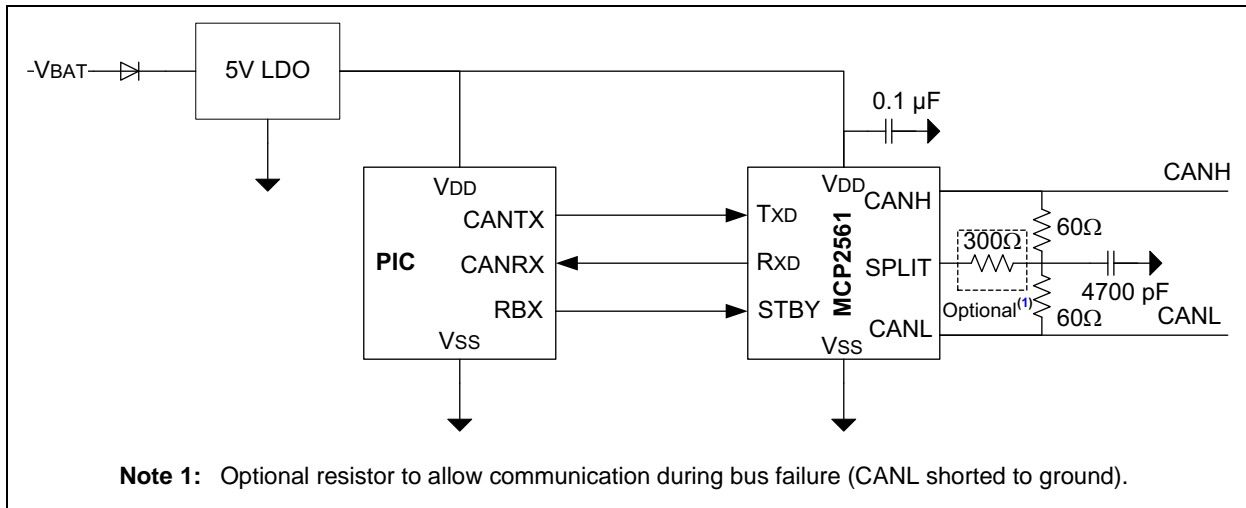 VBAT
5V LDO
0.1 µF
VDD
CANTX
PIC
CANRX
RBX
VSS
VDD
TXD
RXD
STBY
VSS
MCP2561
CANH
SPLIT
CANL
CANH
60Ω
300Ω
Optional(1)
4700 pF
60Ω
CANL
Note 1: Optional resistor to allow communication during bus failure (CANL shorted to ground).